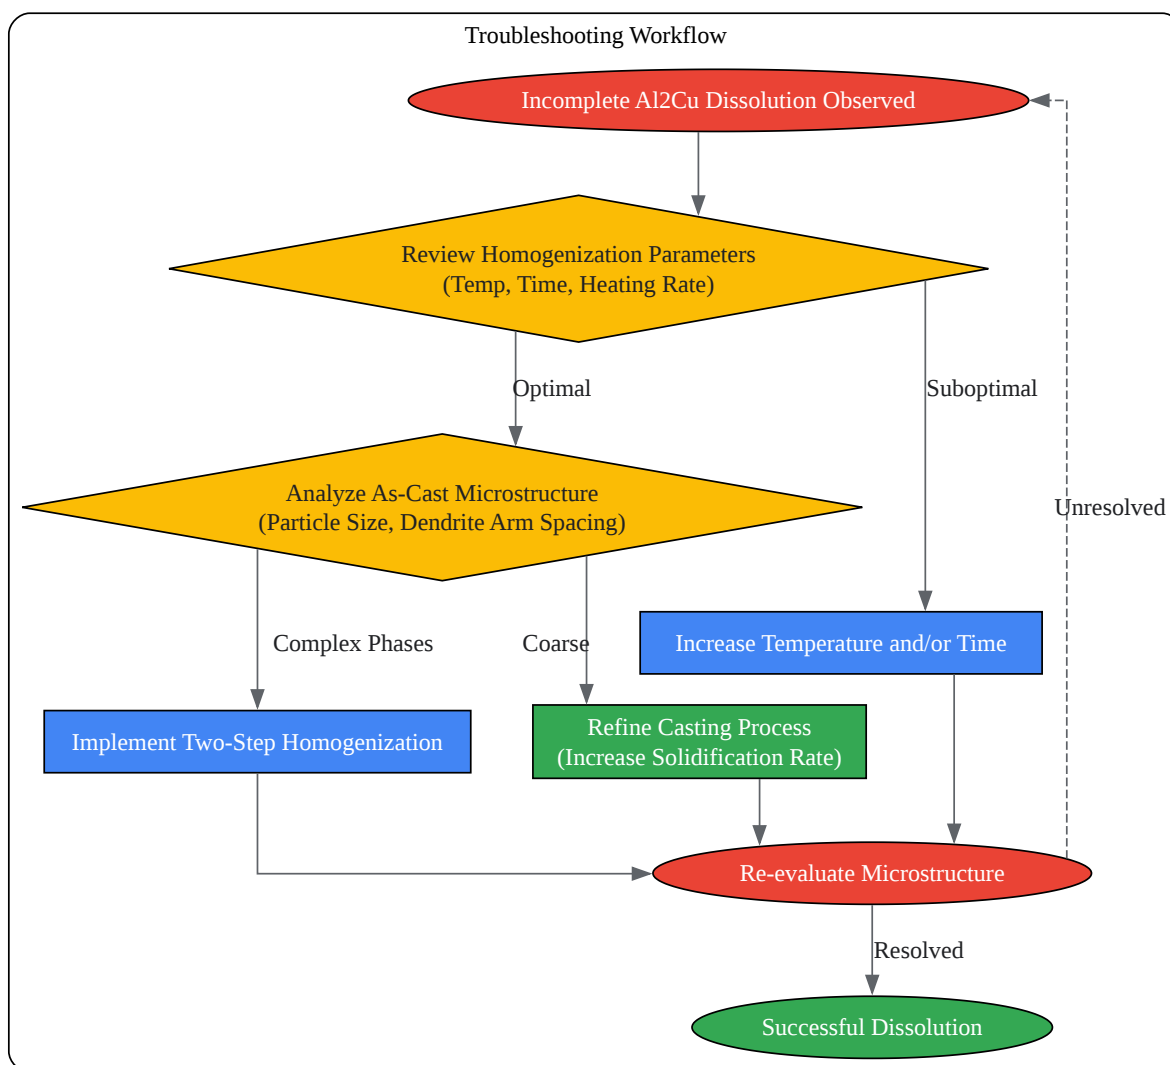 Troubleshooting Workflow
Incomplete Al2Cu Dissolution Observed
Review Homogenization Parameters
(Temp, Time, Heating Rate)
Optimal
Suboptimal
Analyze As-Cast Microstructure
(Particle Size, Dendrite Arm Spacing)
Unresolved
Complex Phases
Coarse
Increase Temperature and/or Time
Implement Two-Step Homogenization
Refine Casting Process
(Increase Solidification Rate)
Re-evaluate Microstructure
Resolved
Successful Dissolution